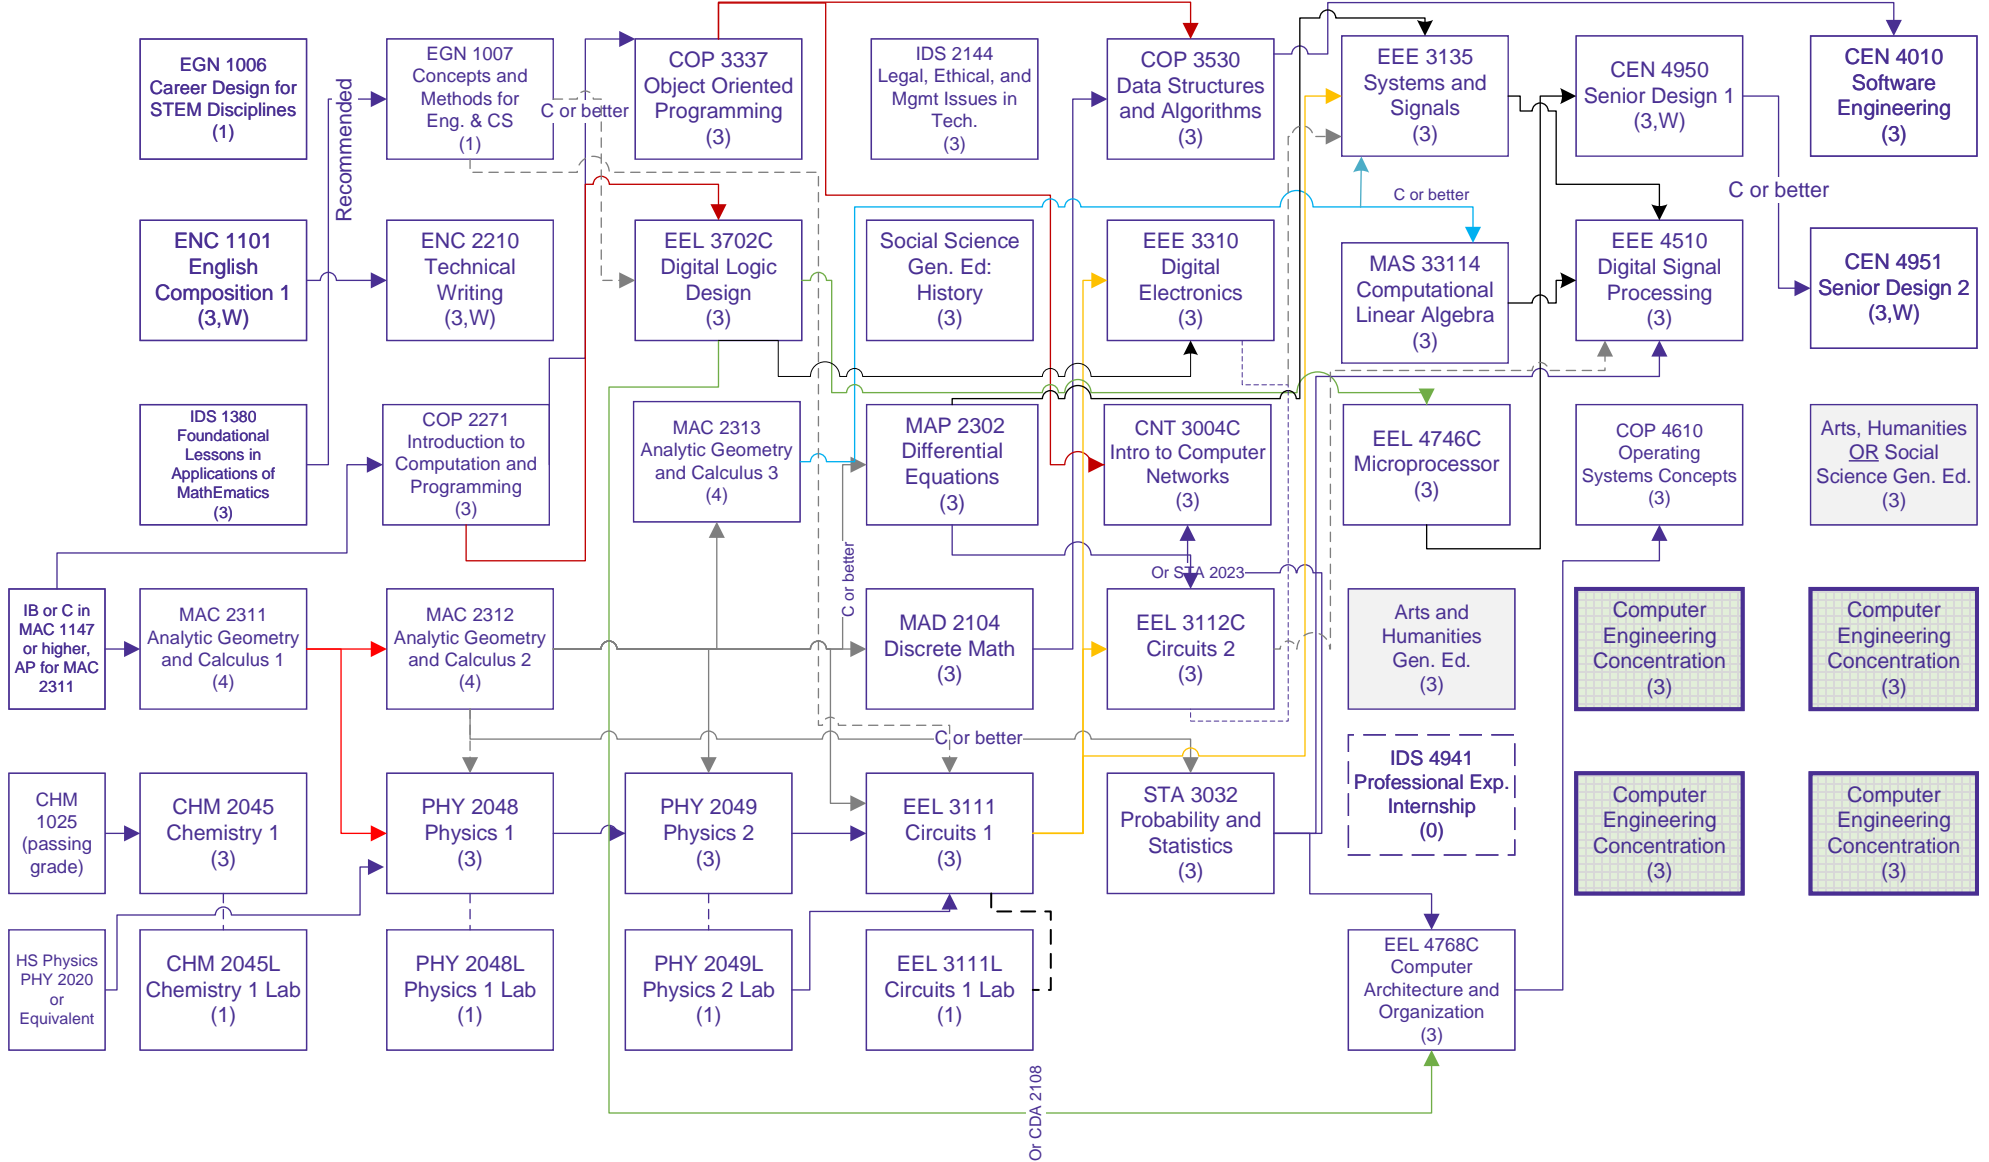 EGN 1006
Career Design for
STEM Disciplines
(1)
Recommended
EGN 1007
Concepts and
Methods for
Eng. & CS
(1)
C or better
COP 3337
Object Oriented
Programming
(3)
IDS 2144
Legal, Ethical, and
Mgmt Issues in
Tech.
(3)
COP 3530
Data Structures
and Algorithms
(3)
EEE 3135
Systems and
Signals
(3)
CEN 4950
Senior Design 1
(3,W)
CEN 4010
Software
Engineering
(3)
C or better
C or better
ENC 1101
English
Composition 1
(3,W)
ENC 2210
Technical
Writing
(3,W)
EEL 3702C
Digital Logic
Design
(3)
Social Science
Gen. Ed:
History
(3)
EEE 3310
Digital
Electronics
(3)
MAS 33114
Computational
Linear Algebra
(3)
EEE 4510
Digital Signal
Processing
(3)
CEN 4951
Senior Design 2
(3,W)
IDS 1380
Foundational
Lessons in
Applications of
MathEmatics
(3)
COP 2271
Introduction to
Computation and
Programming
(3)
MAC 2313
Analytic Geometry
and Calculus 3
(4)
MAP 2302
Differential
Equations
(3)
CNT 3004C
Intro to Computer
Networks
(3)
EEL 4746C
Microprocessor
(3)
COP 4610
Operating
Systems Concepts
(3)
Arts, Humanities
OR Social
Science Gen. Ed.
(3)
C or better
Or STA 2023
IB or C in
MAC 1147
or higher,
AP for MAC
2311
MAC 2311
Analytic Geometry
and Calculus 1
(4)
MAC 2312
Analytic Geometry
and Calculus 2
(4)
MAD 2104
Discrete Math
(3)
EEL 3112C
Circuits 2
(3)
Arts and
Humanities
Gen. Ed.
(3)
Computer
Engineering
Concentration
(3)
Computer
Engineering
Concentration
(3)
C or better
CHM
1025
(passing
grade)
CHM 2045
Chemistry 1
(3)
PHY 2048
Physics 1
(3)
PHY 2049
Physics 2
(3)
EEL 3111
Circuits 1
(3)
STA 3032
Probability and
Statistics
(3)
IDS 4941
Professional Exp.
Internship
(0)
Computer
Engineering
Concentration
(3)
Computer
Engineering
Concentration
(3)
HS Physics
PHY 2020
or
Equivalent
CHM 2045L
Chemistry 1 Lab
(1)
PHY 2048L
Physics 1 Lab
(1)
PHY 2049L
Physics 2 Lab
(1)
EEL 3111L
Circuits 1 Lab
(1)
EEL 4768C
Computer
Architecture and
Organization
(3)
Or CDA 2108